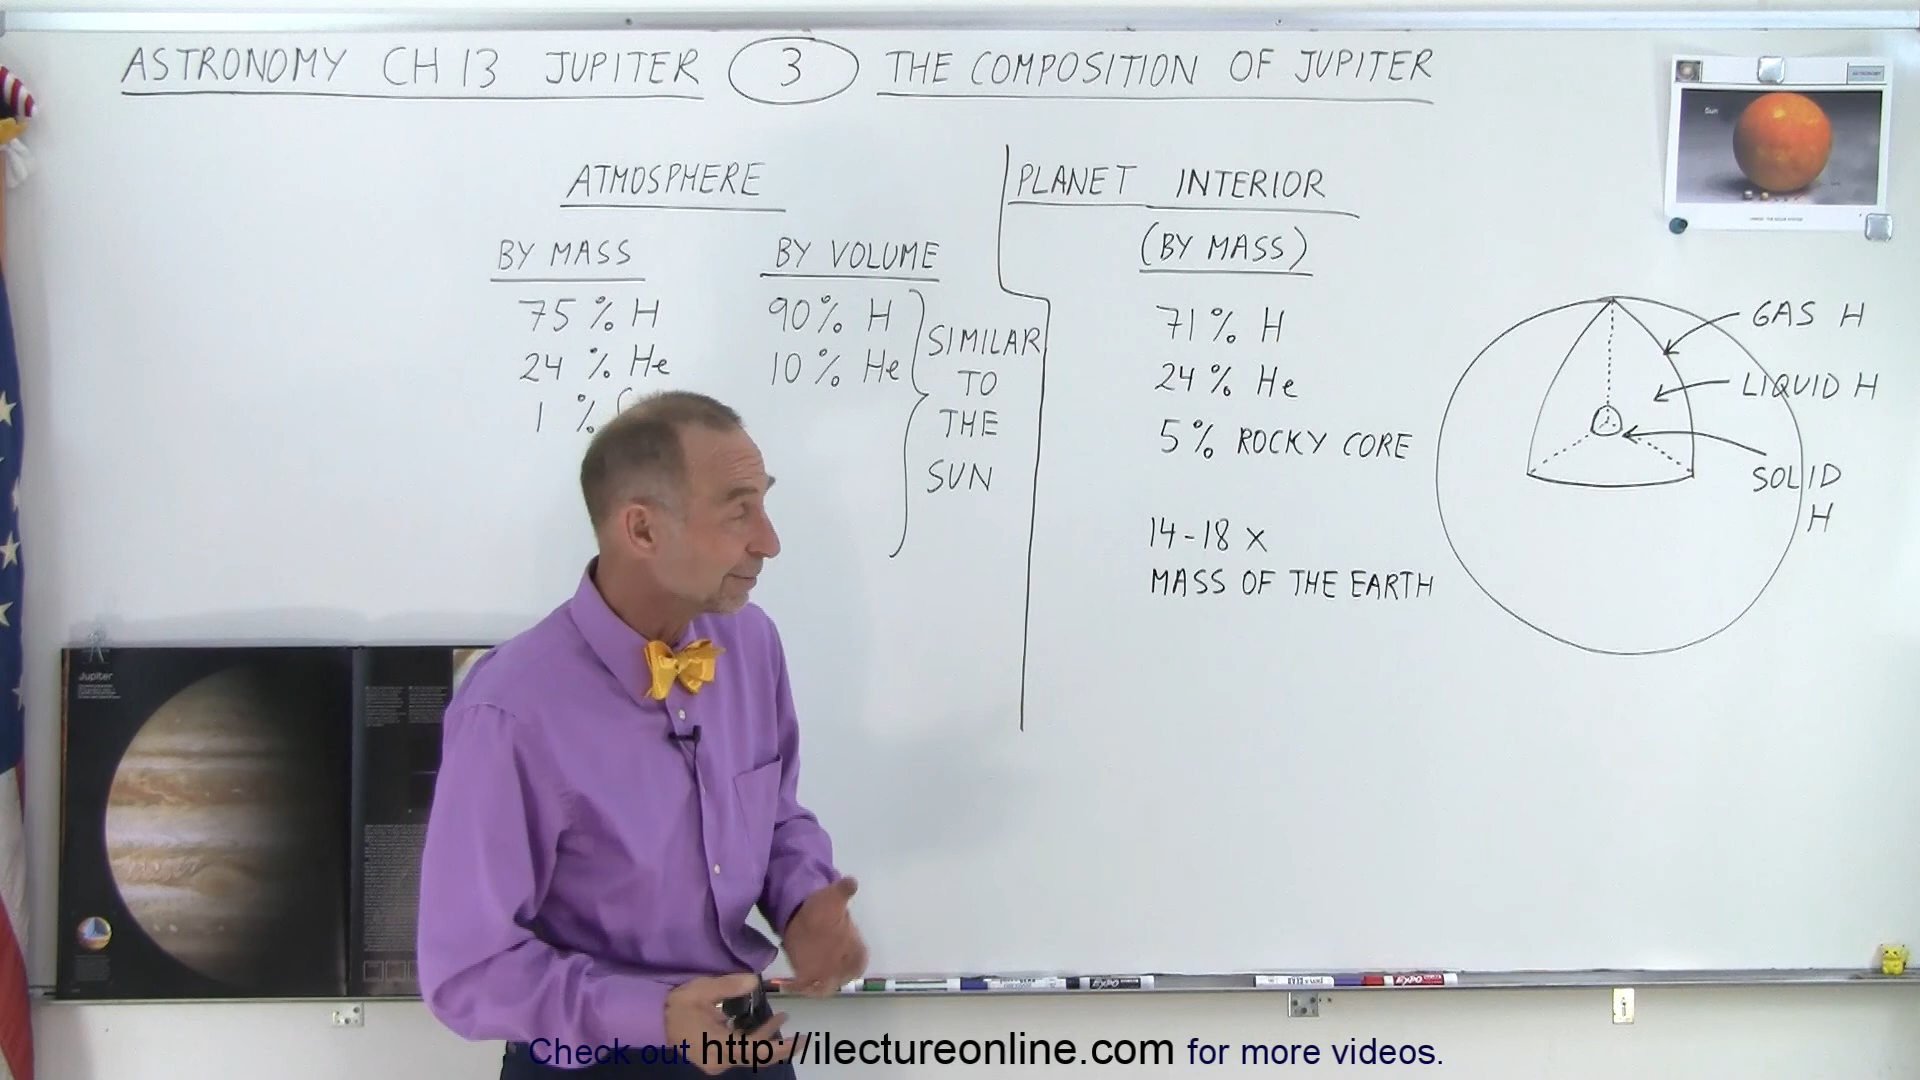 ASTRONOMY CH 13 JUPITER 3 THE COMPOSITION OF JUPITER
ATMOSPHERE
BY MASS
75% H
24% He
1 %
BY VOLUME
90% H
10% He
SIMILAR
TO
THE
SUN
PLANET INTERIOR
(BY MASS)
71% H
24% He
5% ROCKY CORE
14-18 x
MASS OF THE EARTH
GAS H
LIQUID H
SOLID
H
Sun
Jupiter
Check out http://ilectureonline.com for more videos.